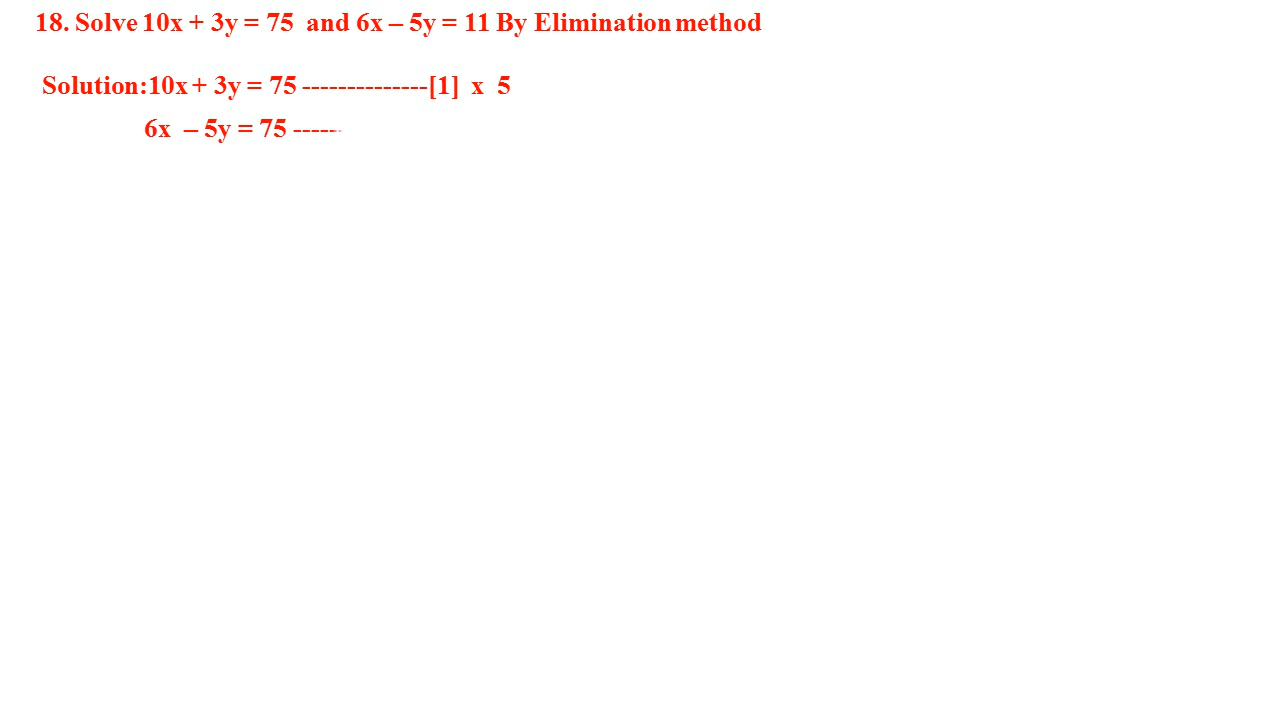 18. Solve 10x + 3y = 75 and 6x – 5y = 11 By Elimination method
Solution:10x + 3y = 75 --------------[1] x 5
6x – 5y = 75 ------